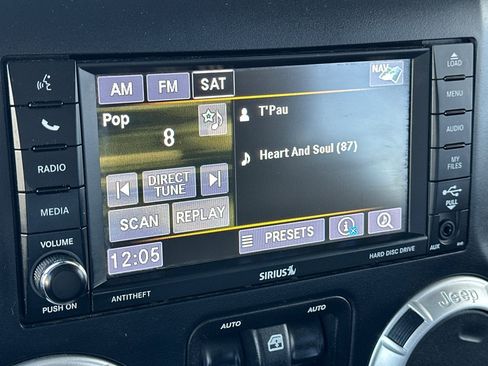 AM FM SAT NAV
Pop
8
T'Pau
Heart And Soul (87)
DIRECT
TUNE
SCAN REPLAY
12:05 PRESETS
SIRIUS
HARD DISC DRIVE
RADIO
MEDIA
VOLUME
PUSH ON
ANTITHEFT
LOAD
MENU
AUDIO
MY
FILES
PULL
AUX
AUTO AUTO
Jeep